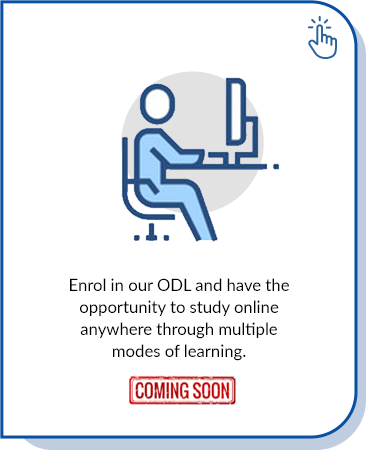 Enrol in our ODL and have the
opportunity to study online
anywhere through multiple
modes of learning.
COMING SOON